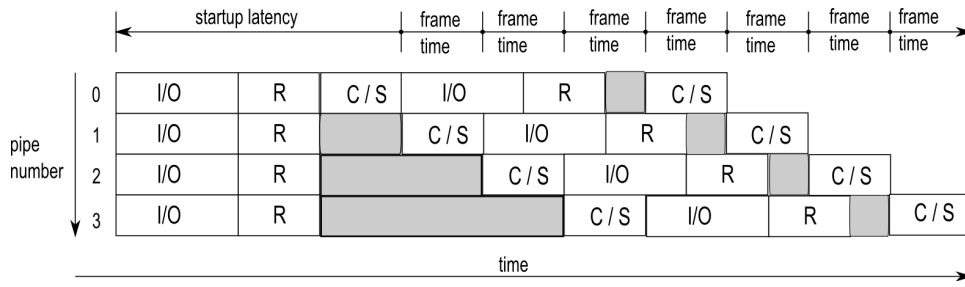 startup latency frame frame frame frame frame frame frame
time time time time time time time
0 I/O R C / S I/O R C / S
1 I/O R C / S I/O R C / S
pipe
number
2 I/O R C / S I/O R C / S
3 I/O R C / S I/O R C / S
time